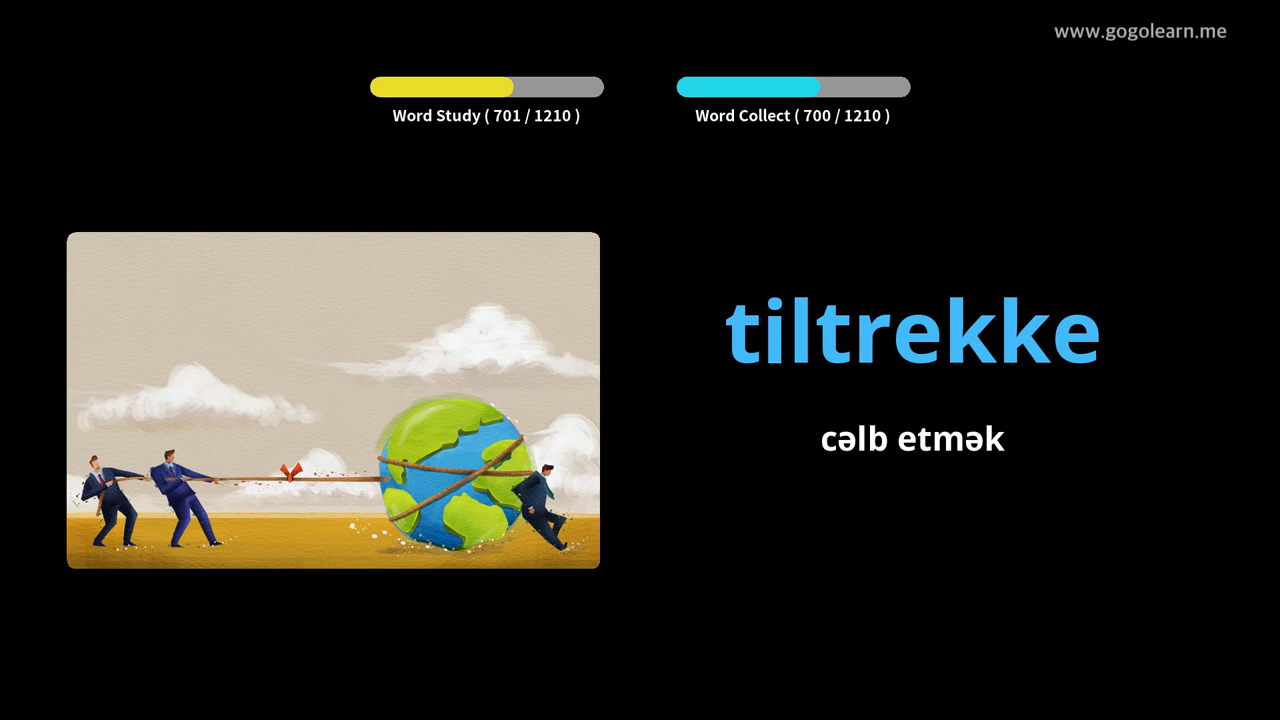 www.gogolearn.me
Word Study ( 701 / 1210 )
Word Collect ( 700 / 1210 )
tiltrekke
cəlb etmək